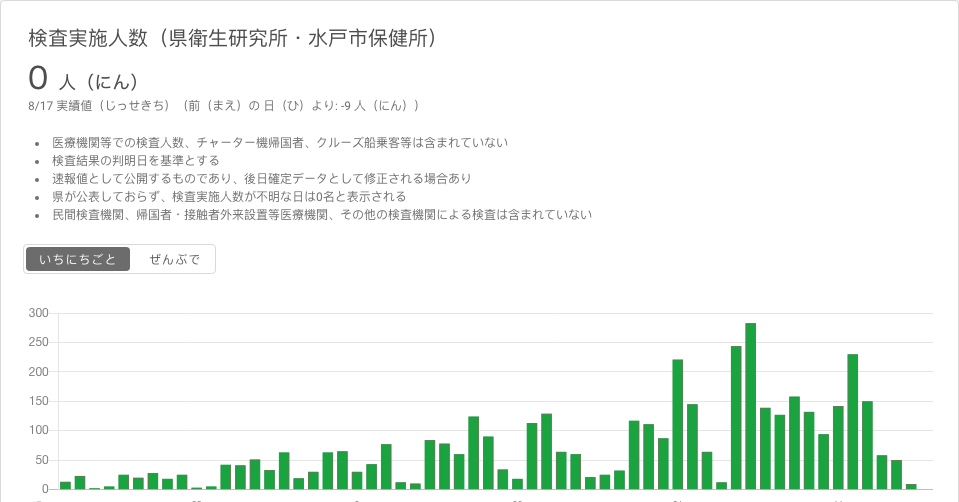 検査実施人数（県衛生研究所・水戸市保健所）
0 人（にん）
8/17 実績値（じっせきち）（前（まえ）の 日（ひ）より: -9 人（にん））
医療機関等での検査人数、チャーター機帰国者、クルーズ船乗客等は含まれていない
検査結果の判明日を基準とする
速報値として公開するものであり、後日確定データとして修正される場合あり
県が公表しておらず、検査実施人数が不明な日は0名と表示される
民間検査機関、帰国者・接触者外来設置等医療機関、その他の検査機関による検査は含まれていない
いちにちごと ぜんぶで
300
250
200
150
100
50
0